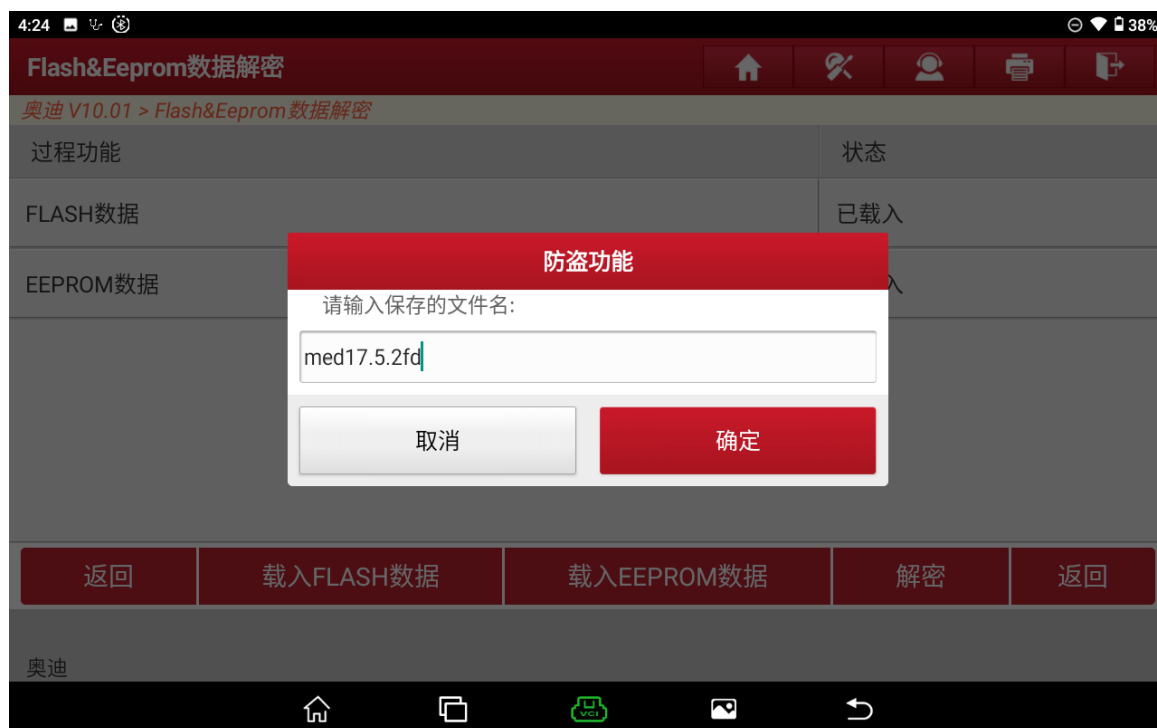 4:24
38%
Flash&Eeprom数据解密
奥迪 V10.01 > Flash&Eeprom数据解密
过程功能 状态
FLASH数据 已载入
防盗功能
EEPROM数据 入
请输入保存的文件名:
med17.5.2fd
取消 确定
返回 载入FLASH数据 载入EEPROM数据 解密 返回
奥迪
VCI